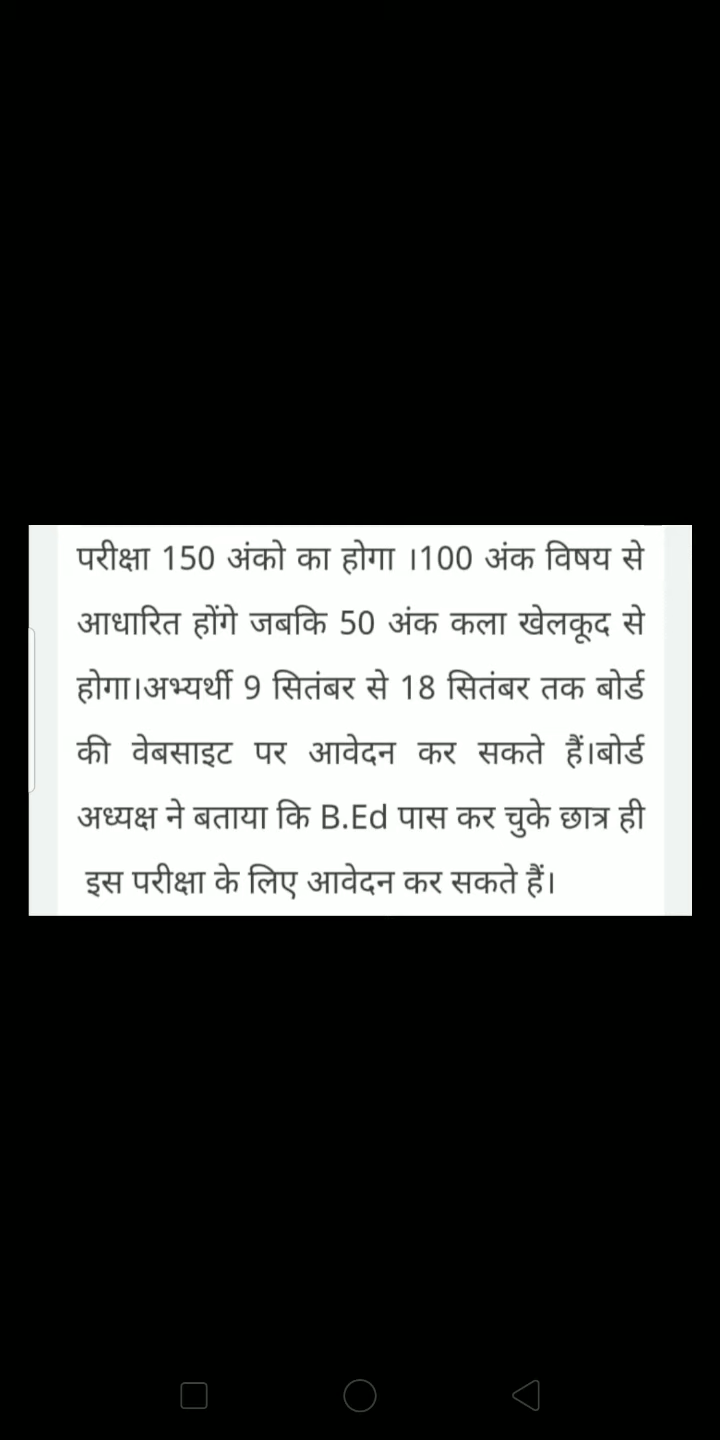 परीक्षा 150 अंको का होगा ।100 अंक विषय से
आधारित होंगे जबकि 50 अंक कला खेलकूद से
होगा।अभ्यर्थी 9 सितंबर से 18 सितंबर तक बोर्ड
की वेबसाइट पर आवेदन कर सकते हैं।बोर्ड
अध्यक्ष ने बताया कि B.Ed पास कर चुके छात्र ही
इस परीक्षा के लिए आवेदन कर सकते हैं।